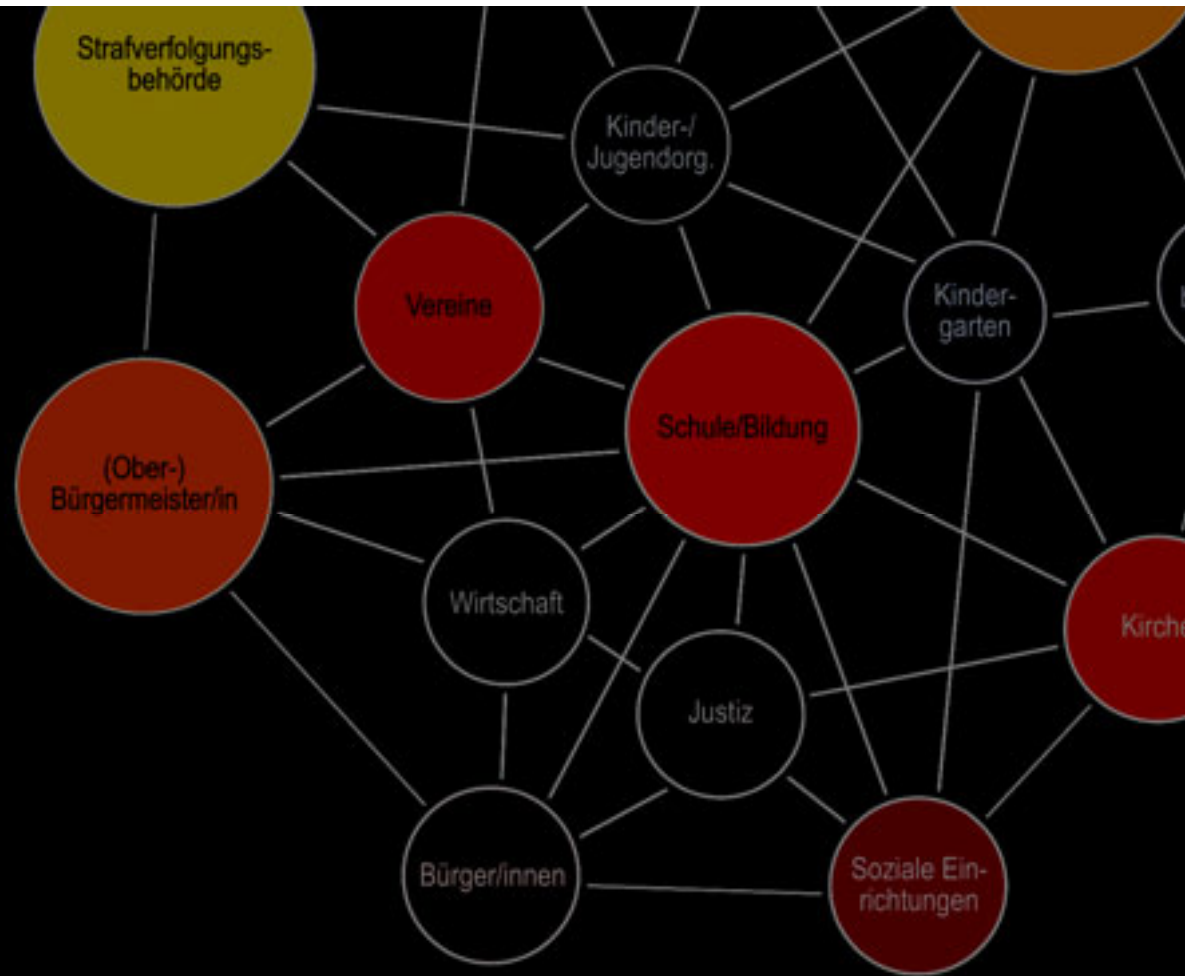 Strafverfolgungs-
behörde
Kinder-/
Jugendorg.
Vereine
Kinder-
garten
Schule/Bildung
(Ober-)
Bürgermeister/in
Wirtschaft
Kirche
Justiz
Bürger/innen
Soziale Ein-
richtungen